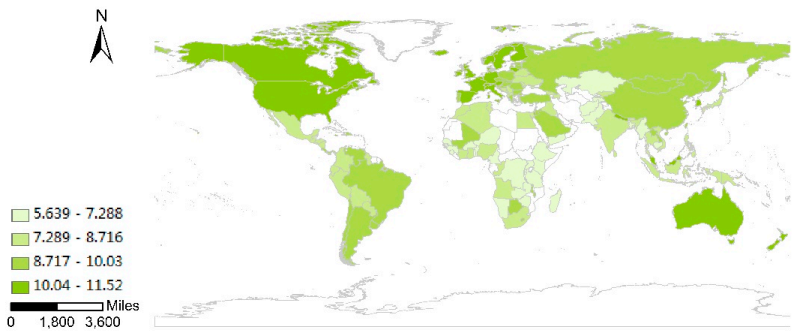 N
5.639 - 7.288
7.289 - 8.716
8.717 - 10.03
10.04 - 11.52
Miles
0 1,800 3,600